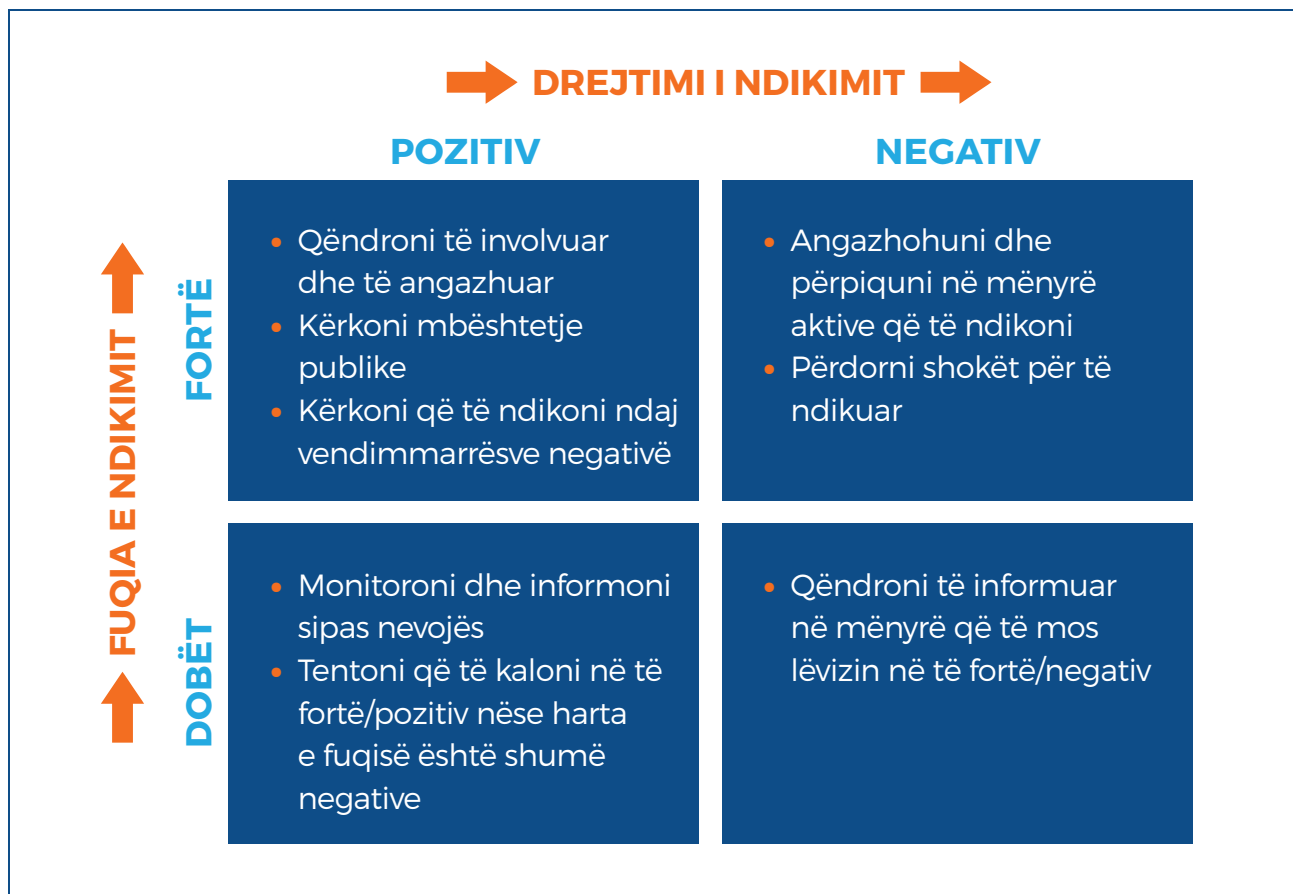 DREJTIMI I NDIKIMIT
POZITIV
NEGATIV
FUQIA E NDIKIMIT
FORTË
• Qëndroni të involvuar
dhe të angazhuar
• Kërkoni mbështetje
publike
• Kërkoni që të ndikoni ndaj
vendimmarrësve negativë
• Angazhohuni dhe
përpiquni në mënyrë
aktive që të ndikoni
• Përdorni shokët për të
ndikuar
DOBËT
• Monitoroni dhe informoni
sipas nevojës
• Tentoni që të kaloni në të
fortë/pozitiv nëse harta
e fuqisë është shumë
negative
• Qëndroni të informuar
në mënyrë që të mos
lëvizin në të fortë/negativ